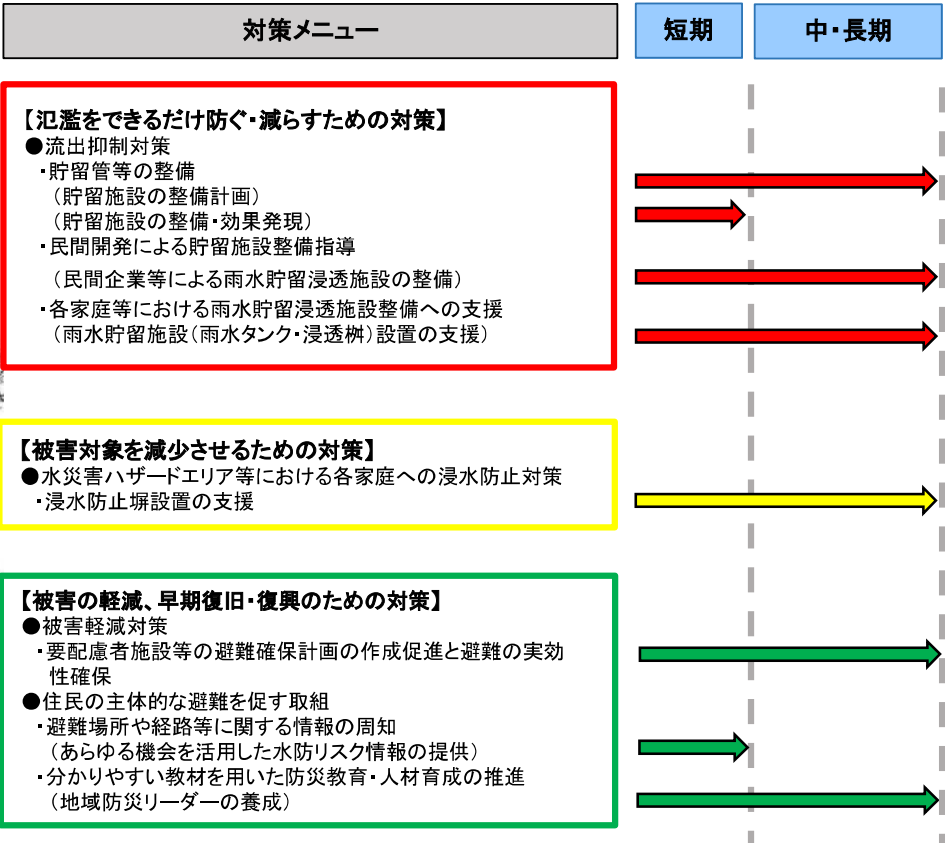 対策メニュー
短期
中・長期
【氾濫をできるだけ防ぐ・減らすための対策】
●流出抑制対策
・貯留管等の整備
（貯留施設の整備計画）
（貯留施設の整備・効果発現）
・民間開発による貯留施設整備指導
（民間企業等による雨水貯留浸透施設の整備）
・各家庭等における雨水貯留浸透施設整備への支援
（雨水貯留施設（雨水タンク・浸透桝）設置の支援）
【被害対象を減少させるための対策】
●水災害ハザードエリア等における各家庭への浸水防止対策
・浸水防止塀設置の支援
【被害の軽減、早期復旧・復興のための対策】
●被害軽減対策
・要配慮者施設等の避難確保計画の作成促進と避難の実効
性確保
●住民の主体的な避難を促す取組
・避難場所や経路等に関する情報の周知
（あらゆる機会を活用した水防リスク情報の提供）
・分かりやすい教材を用いた防災教育・人材育成の推進
（地域防災リーダーの養成）